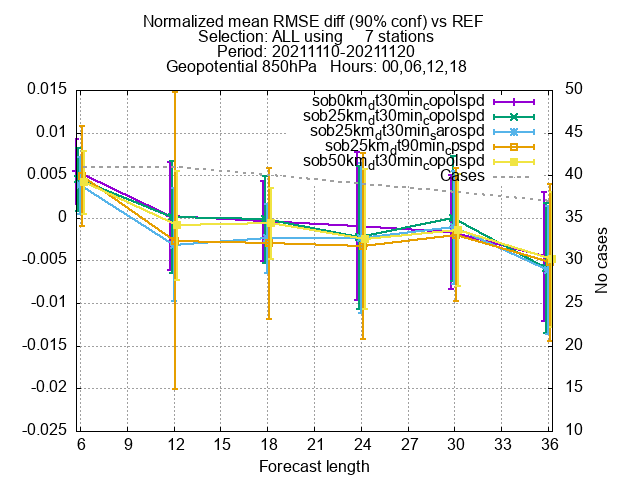 Normalized mean RMSE diff (90% conf) vs REF
Selection: ALL using 7 stations
Period: 20211110-20211120
Geopotential 850hPa Hours: 00,06,12,18
0.015
0.01
0.005
0
-0.005
-0.01
-0.015
-0.02
-0.025
50
45
40
35
30
25
20
15
10
No cases
sob0km_dt30min_copolspd
sob25km_dt30min_copolspd
sob25km_dt30min_sarospd
sob25km_dt90min_cpspd
sob50km_dt30min_copolspd
Cases
6 9 12 15 18 21 24 27 30 33 36
Forecast length